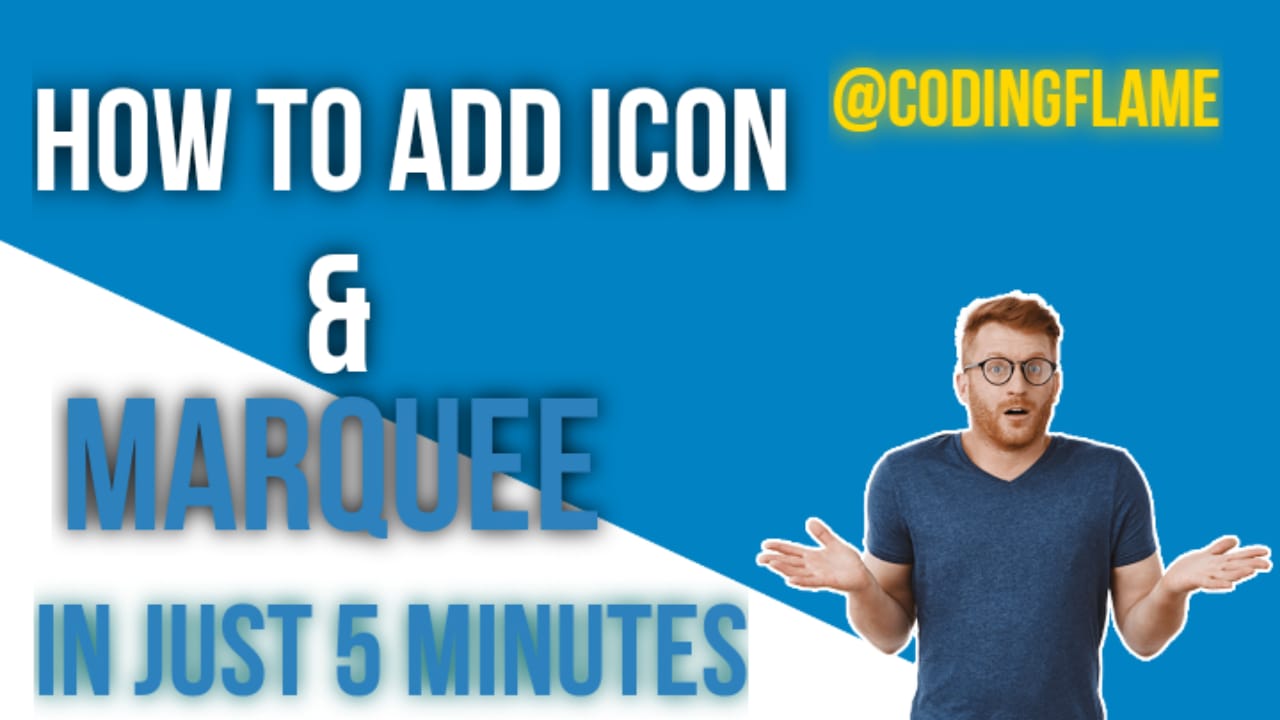 HOW TO ADD ICON
@CODINGFLAME
&
MARQUEE
IN JUST 5 MINUTES